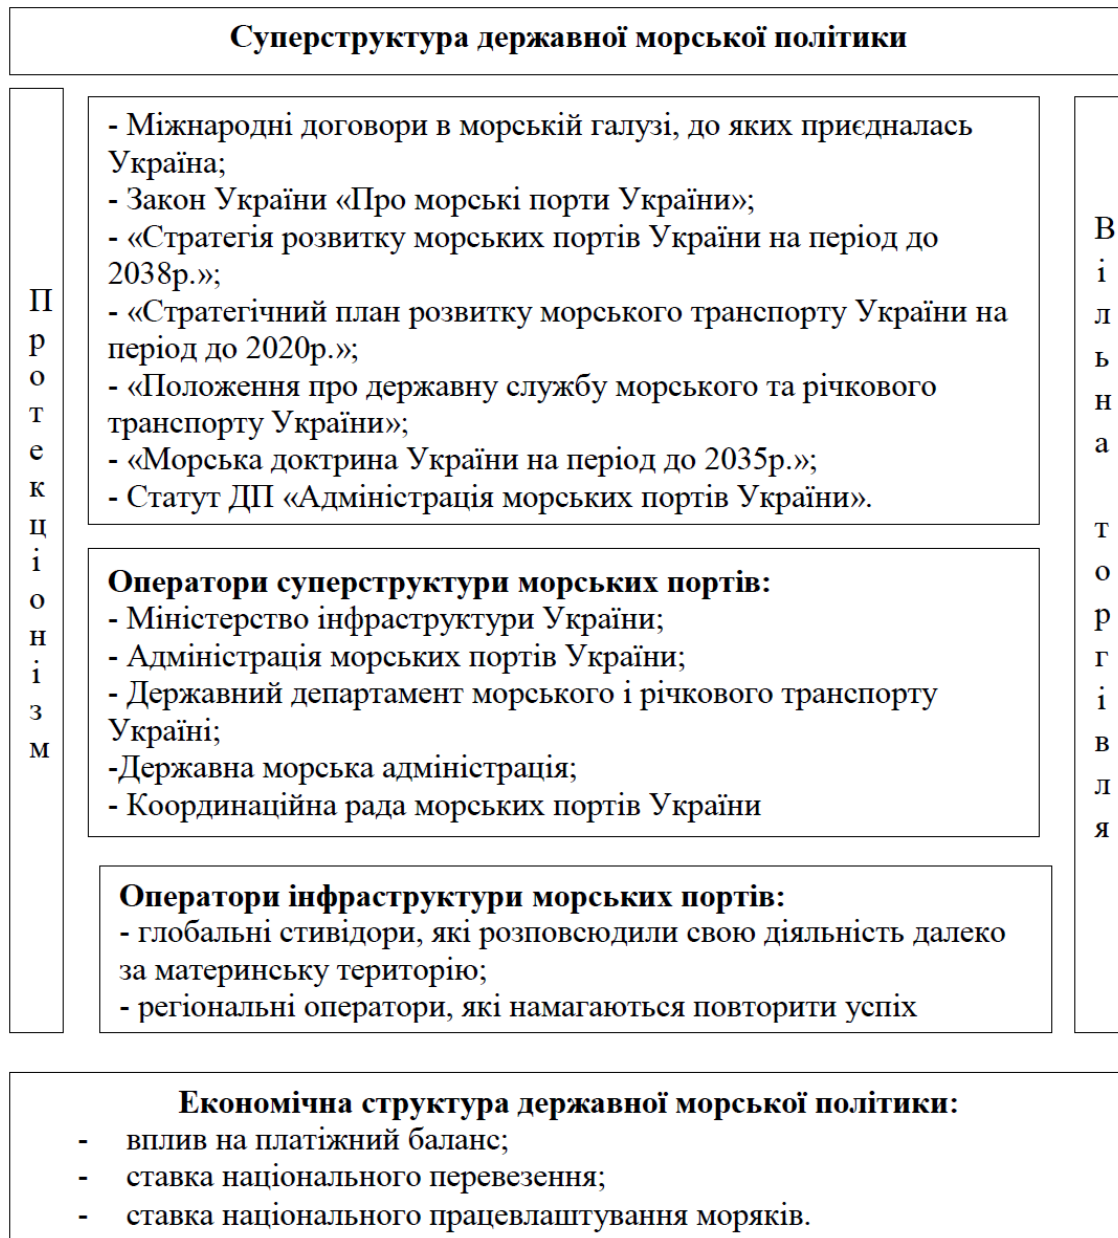 Суперструктура державної морської політики
Протекціонізм
- Міжнародні договори в морській галузі, до яких приєдналась
Україна;
- Закон України «Про морські порти України»;
- «Стратегія розвитку морських портів України на період до
2038р.»;
- «Стратегічний план розвитку морського транспорту України на
період до 2020р.»;
- «Положення про державну службу морського та річкового
транспорту України»;
- «Морська доктрина України на період до 2035р.»;
- Статут ДП «Адміністрація морських портів України».
Оператори суперструктури морських портів:
- Міністерство інфраструктури України;
- Адміністрація морських портів України;
- Державний департамент морського і річкового транспорту
Україні;
-Державна морська адміністрація;
- Координаційна рада морських портів України
Оператори інфраструктури морських портів:
- глобальні стивідори, які розповсюдили свою діяльність далеко
за материнську територію;
- регіональні оператори, які намагаються повторити успіх
Вільна торгівля
Економічна структура державної морської політики:
- вплив на платіжний баланс;
- ставка національного перевезення;
- ставка національного працевлаштування моряків.